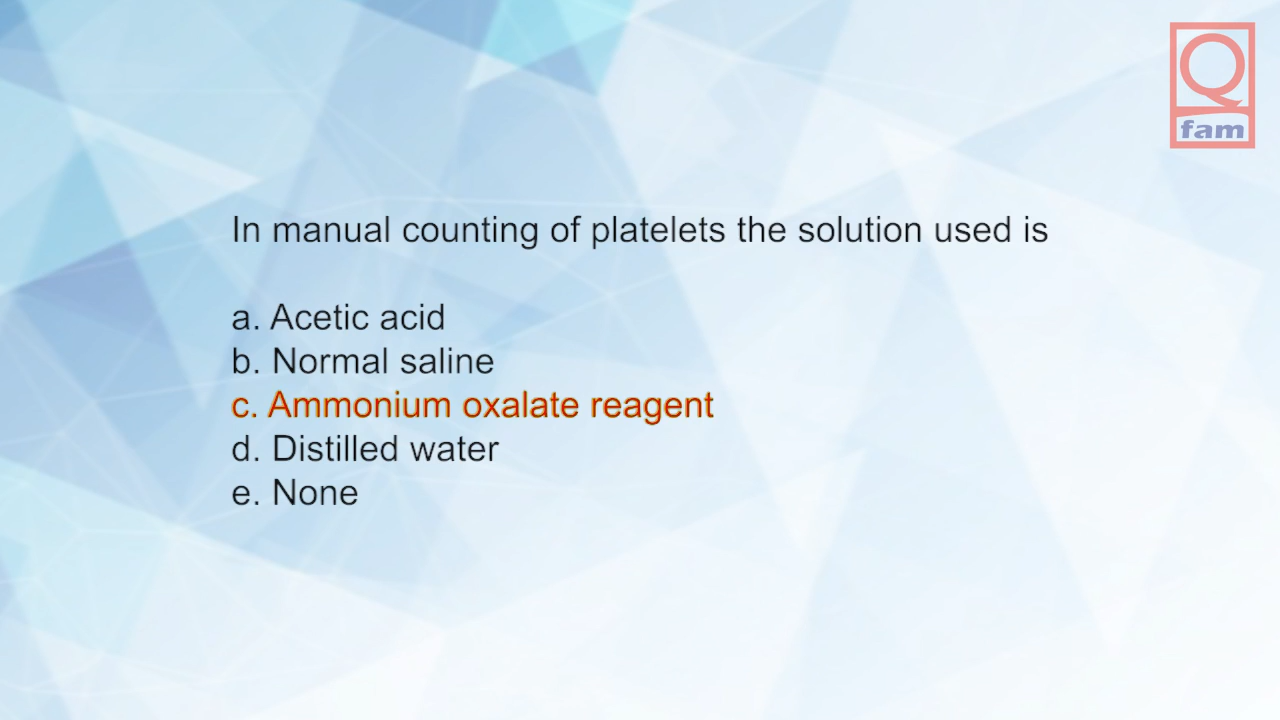 Q
fam
In manual counting of platelets the solution used is
a. Acetic acid
b. Normal saline
c. Ammonium oxalate reagent
d. Distilled water
e. None